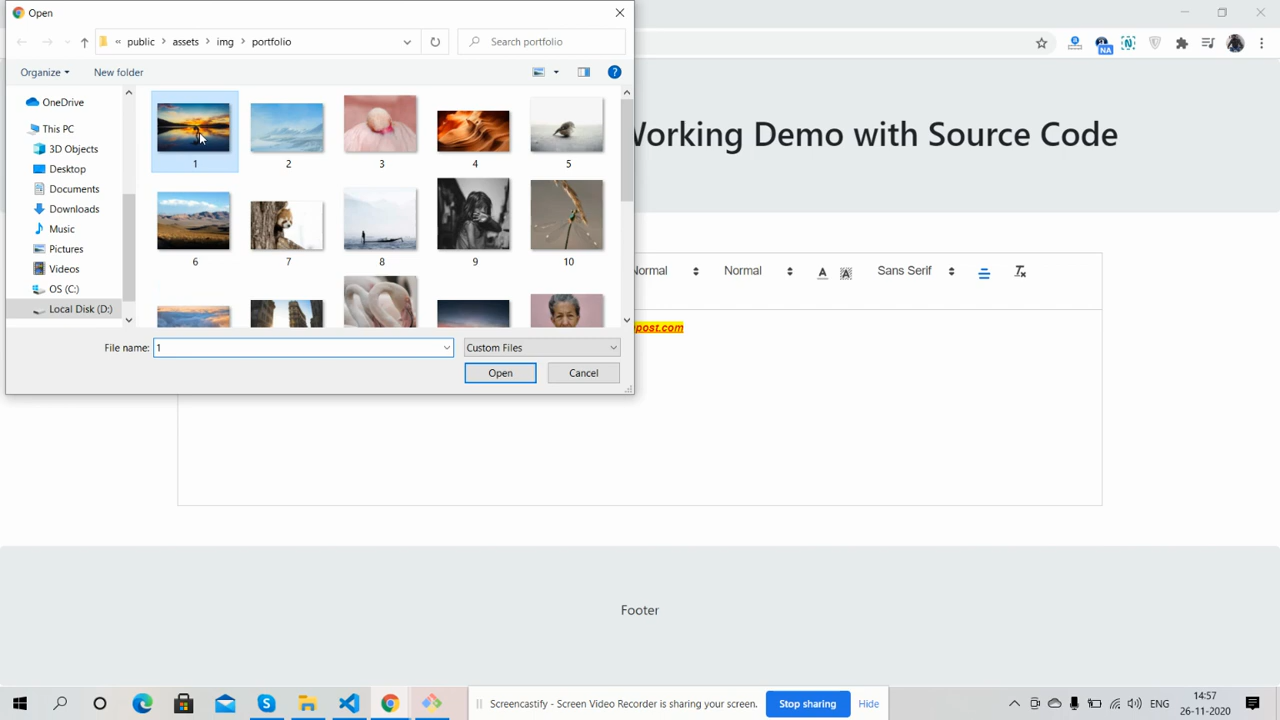 Open
« public > assets > img > portfolio
Search portfolio
Organize
New folder
OneDrive
This PC
3D Objects
Desktop
Documents
Downloads
Music
Pictures
Videos
OS (C:)
Local Disk (D:)
1
2
3
4
5
6
7
8
9
10
File name:
1
Custom Files
Open
Cancel
NA
Working Demo with Source Code
Normal
Normal
Sans Serif
post.com
Footer
Screencastify - Screen Video Recorder is sharing your screen.
Stop sharing
Hide
ENG
14:57
26-11-2020